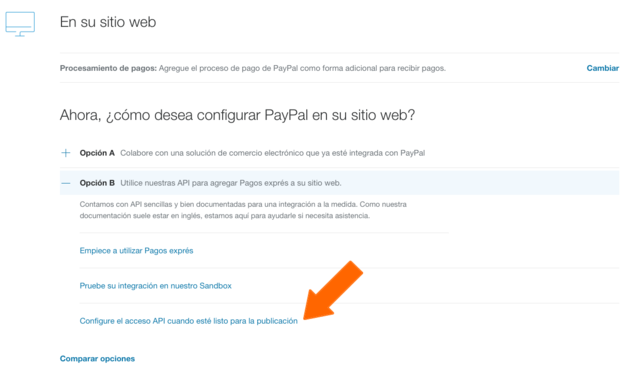 En su sitio web
Procesamiento de pagos: Agregue el proceso de pago de PayPal como forma adicional para recibir pagos. Cambiar
Ahora, ¿cómo desea configurar PayPal en su sitio web?
Opción A Colabore con una solución de comercio electrónico que ya esté integrada con PayPal
Opción B Utilice nuestras API para agregar Pagos exprés a su sitio web.
Contamos con API sencillas y bien documentadas para una integración a la medida. Como nuestra
documentación suele estar en inglés, estamos aquí para ayudarle si necesita asistencia.
Empiece a utilizar Pagos exprés
Pruebe su integración en nuestro Sandbox
Configure el acceso API cuando esté listo para la publicación
Comparar opciones